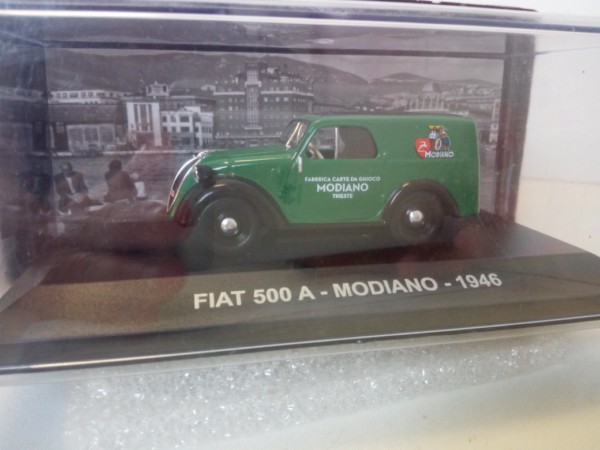 MODIANO
FABBRICA CARTE DA GIUOCO
MODIANO
TRIESTE
FIAT 500 A - MODIANO - 1946